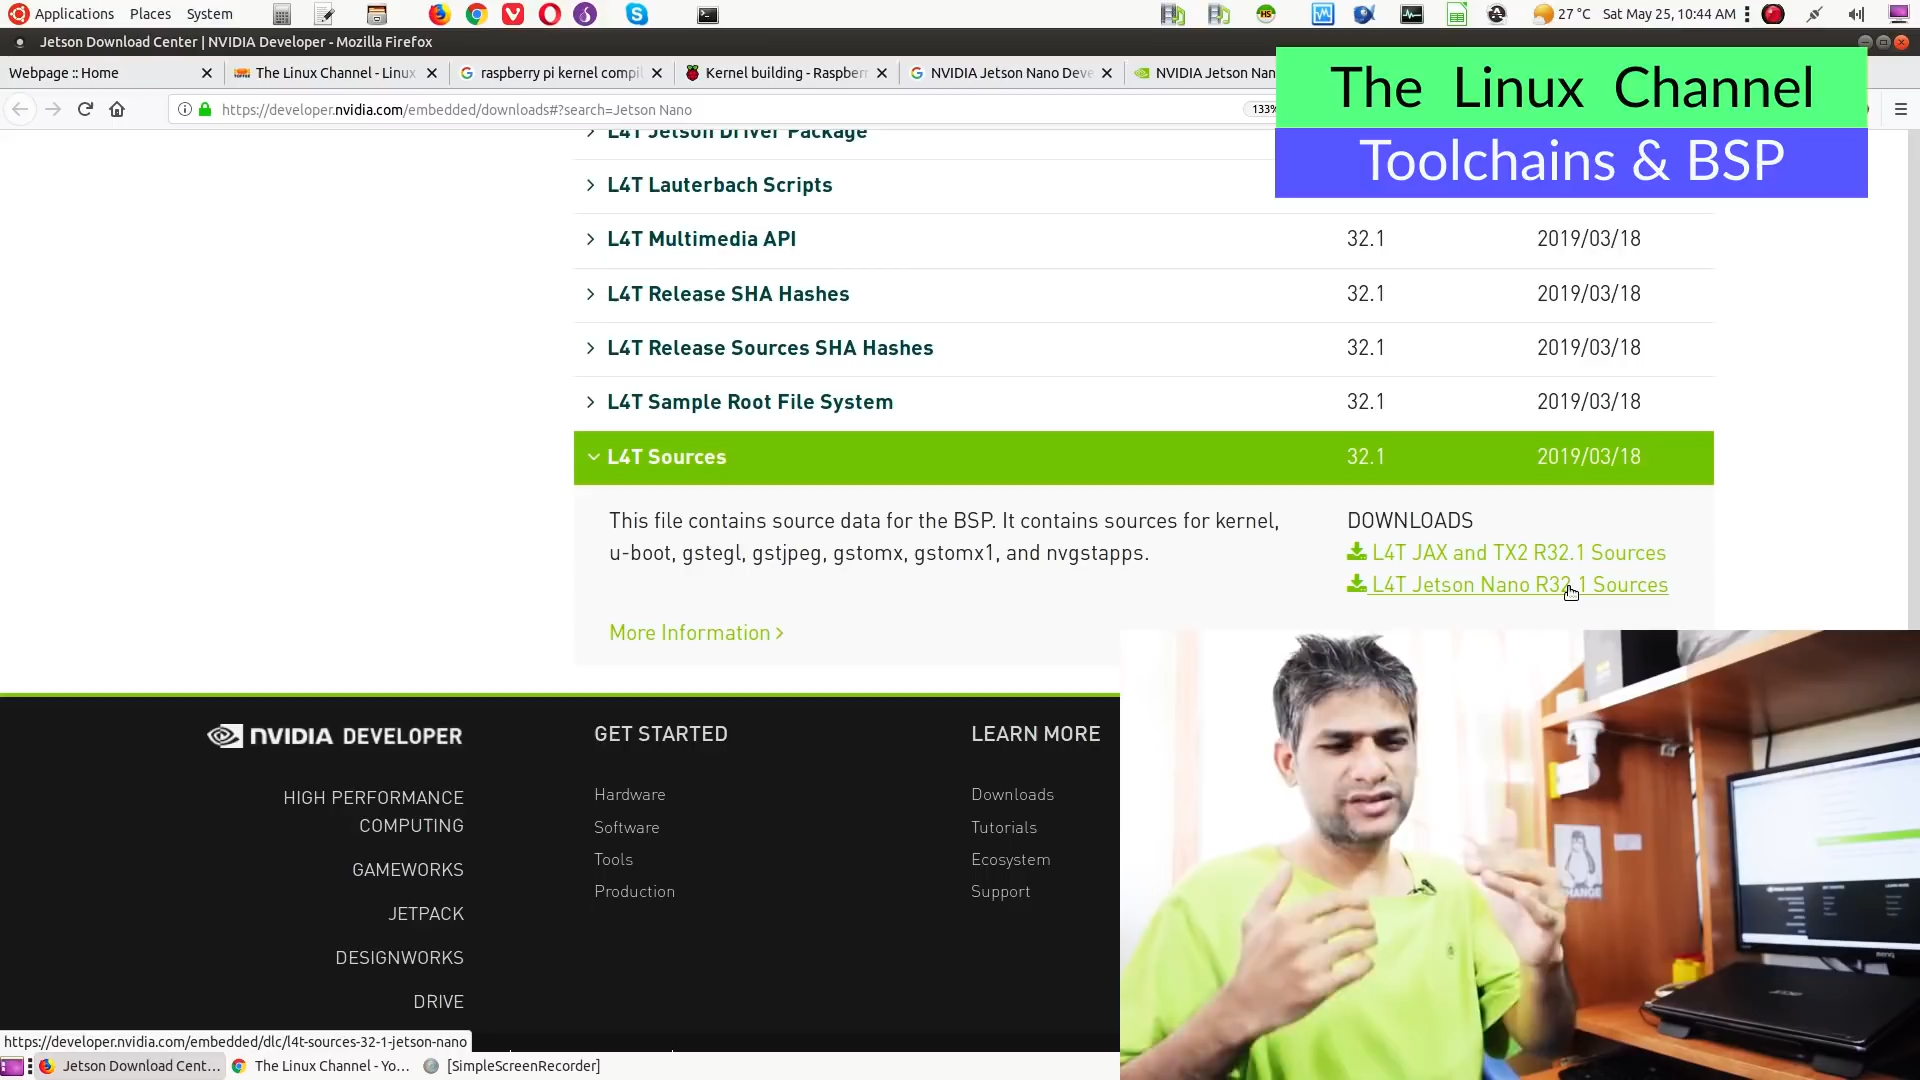 Applications Places System
27 °C Sat May 25, 10:44 AM
Jetson Download Center | NVIDIA Developer - Mozilla Firefox
Webpage :: Home
The Linux Channel - Linux
raspberry pi kernel compil
Kernel building - Raspber
NVIDIA Jetson Nano Deve
NVIDIA Jetson Nan
https://developer.nvidia.com/embedded/downloads#?search=Jetson Nano
133%
The Linux Channel
Toolchains & BSP
L4T Jetson Driver Package
L4T Lauterbach Scripts
L4T Multimedia API 32.1 2019/03/18
L4T Release SHA Hashes 32.1 2019/03/18
L4T Release Sources SHA Hashes 32.1 2019/03/18
L4T Sample Root File System 32.1 2019/03/18
L4T Sources 32.1 2019/03/18
This file contains source data for the BSP. It contains sources for kernel,
u-boot, gstegl, gstjpeg, gstomx, gstomx1, and nvgstapps.
DOWNLOADS
L4T JAX and TX2 R32.1 Sources
L4T Jetson Nano R32.1 Sources
More Information
NVIDIA DEVELOPER
HIGH PERFORMANCE
COMPUTING
GAMEWORKS
JETPACK
DESIGNWORKS
DRIVE
GET STARTED
Hardware
Software
Tools
Production
LEARN MORE
Downloads
Tutorials
Ecosystem
Support
https://developer.nvidia.com/embedded/dlc/l4t-sources-32-1-jetson-nano
Jetson Download Cent...
The Linux Channel - Yo...
[SimpleScreenRecorder]